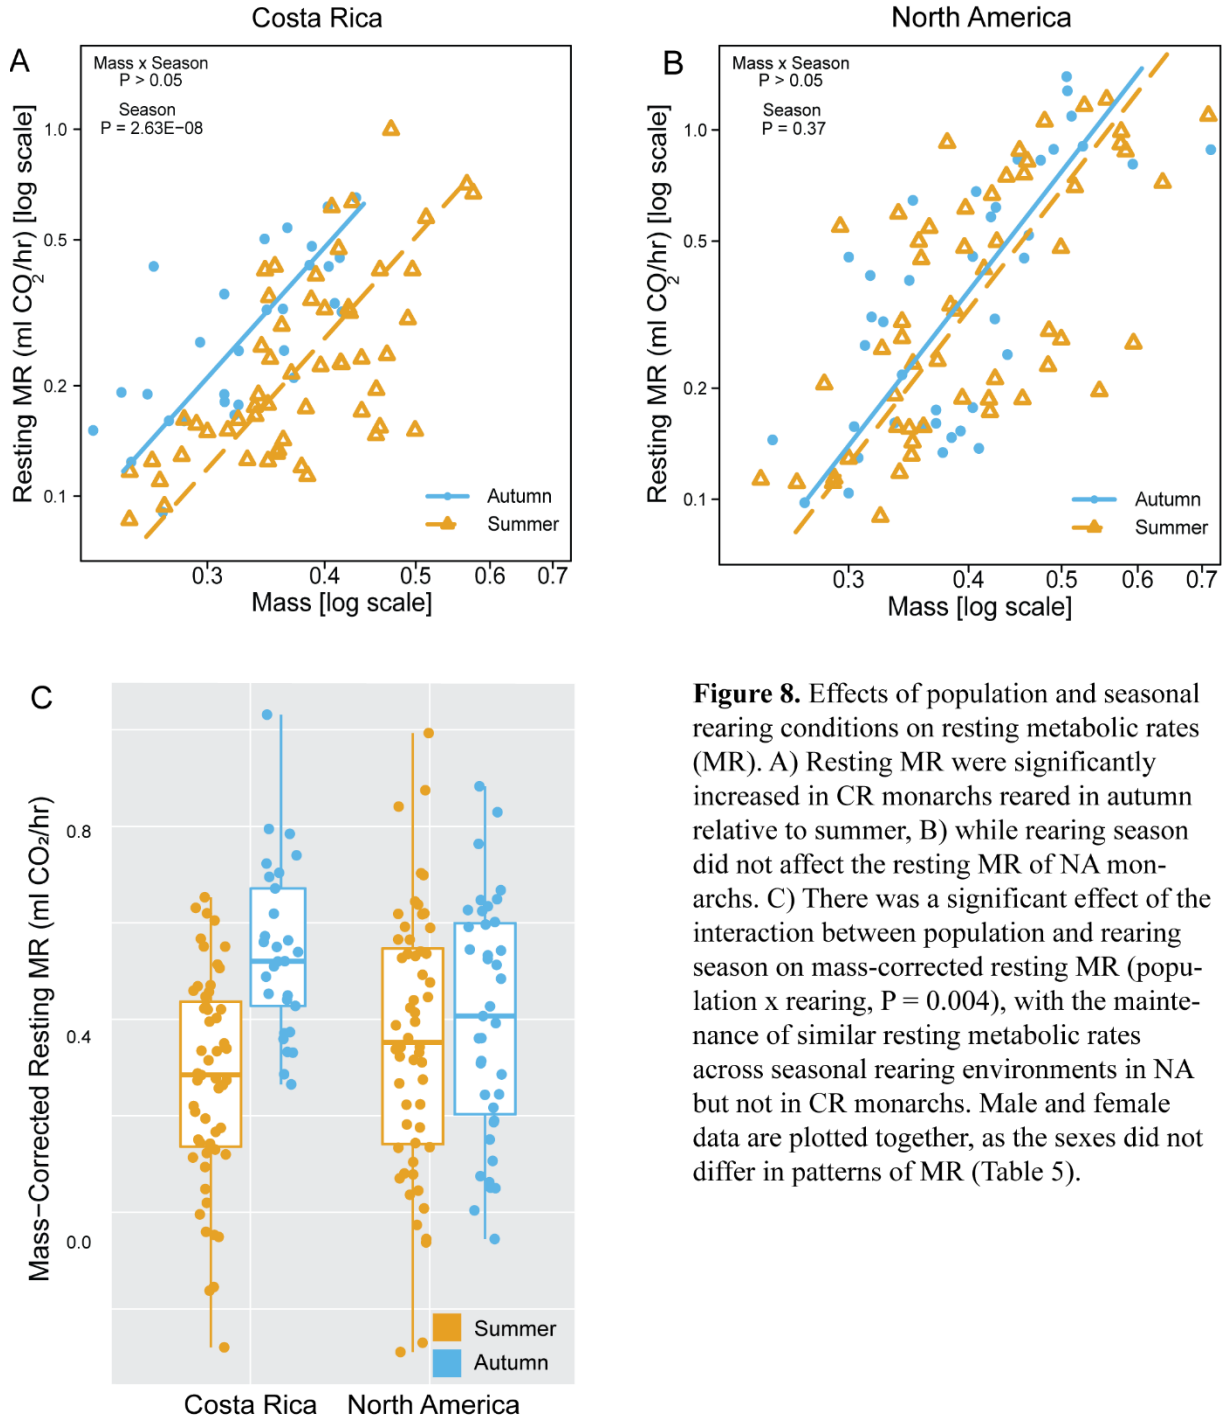 Costa Rica
A
Mass x Season
P > 0.05
Season
P = 2.63E−08
Resting MR (ml CO2/hr) [log scale]
1.0
0.5
0.2
0.1
Autumn
Summer
0.3 0.4 0.5 0.6 0.7
Mass [log scale]
North America
B
Mass x Season
P > 0.05
Season
P = 0.37
Resting MR (ml CO2/hr) [log scale]
1.0
0.5
0.2
0.1
Autumn
Summer
0.3 0.4 0.5 0.6 0.7
Mass [log scale]
C
Mass−Corrected Resting MR (ml CO₂/hr)
0.8
0.4
0.0
Summer
Autumn
Costa Rica North America
Figure 8. Effects of population and seasonal
rearing conditions on resting metabolic rates
(MR). A) Resting MR were significantly
increased in CR monarchs reared in autumn
relative to summer, B) while rearing season
did not affect the resting MR of NA mon-
archs. C) There was a significant effect of the
interaction between population and rearing
season on mass-corrected resting MR (popu-
lation x rearing, P = 0.004), with the mainte-
nance of similar resting metabolic rates
across seasonal rearing environments in NA
but not in CR monarchs. Male and female
data are plotted together, as the sexes did not
differ in patterns of MR (Table 5).